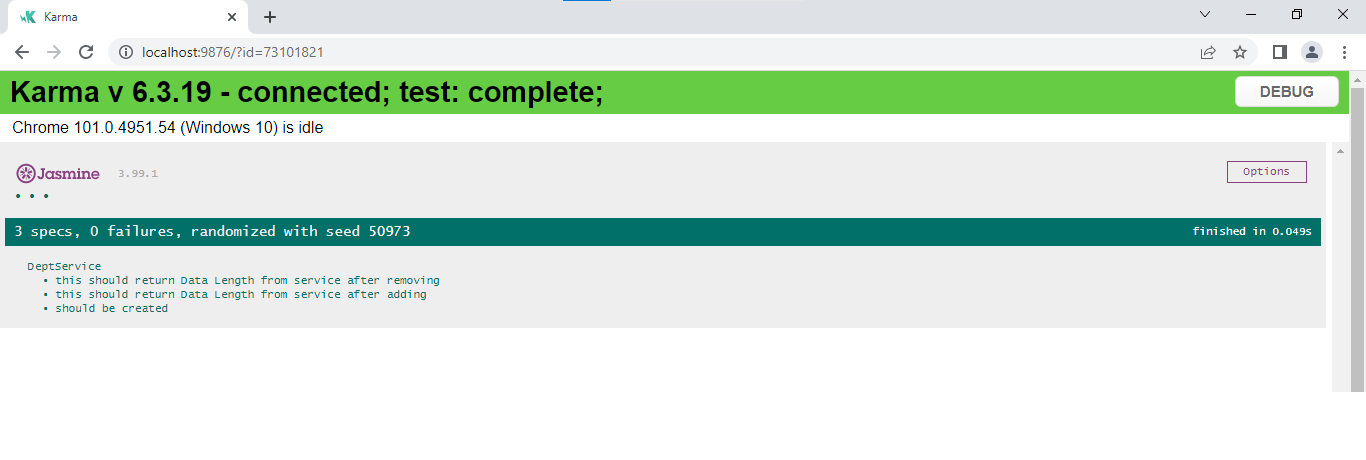 Karma
localhost:9876/?id=73101821
Karma v 6.3.19 - connected; test: complete;
DEBUG
Chrome 101.0.4951.54 (Windows 10) is idle
Jasmine 3.99.1
Options
3 specs, 0 failures, randomized with seed 50973
finished in 0.049s
DeptService
• this should return Data Length from service after removing
• this should return Data Length from service after adding
• should be created